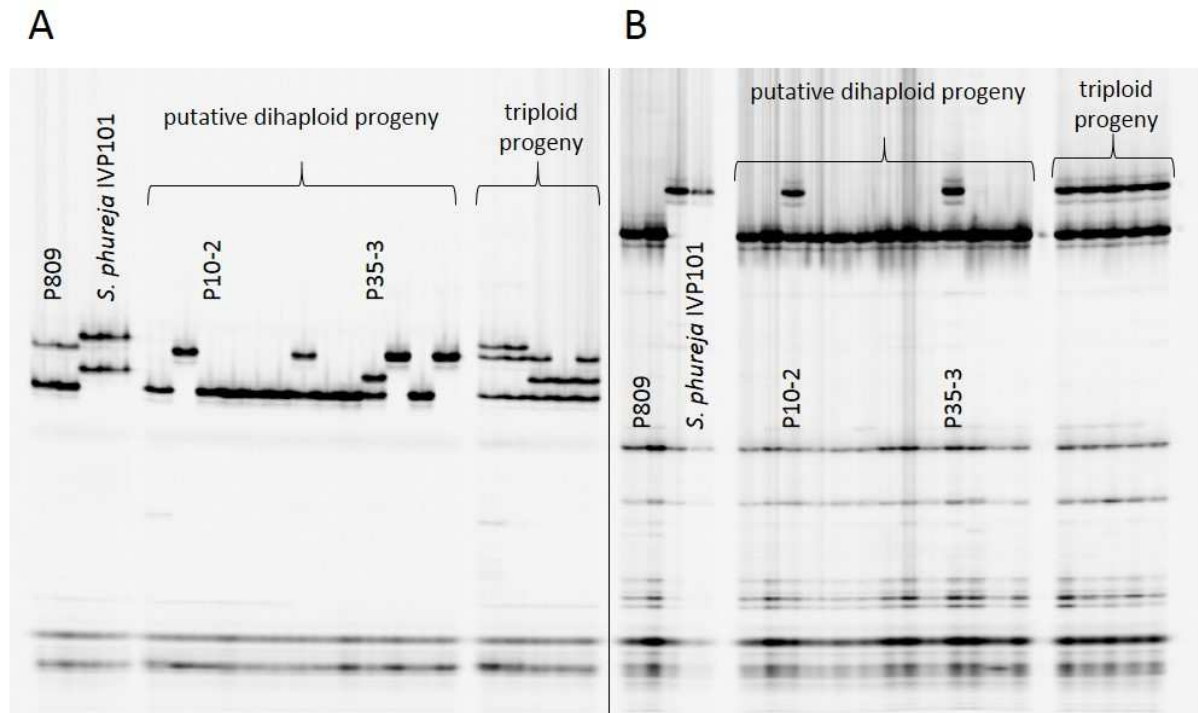 A
putative dihaploid progeny
triploid
progeny
P809
S. phureja IVP101
P10-2
P35-3
B
putative dihaploid progeny
triploid
progeny
P809
S. phureja IVP101
P10-2
P35-3